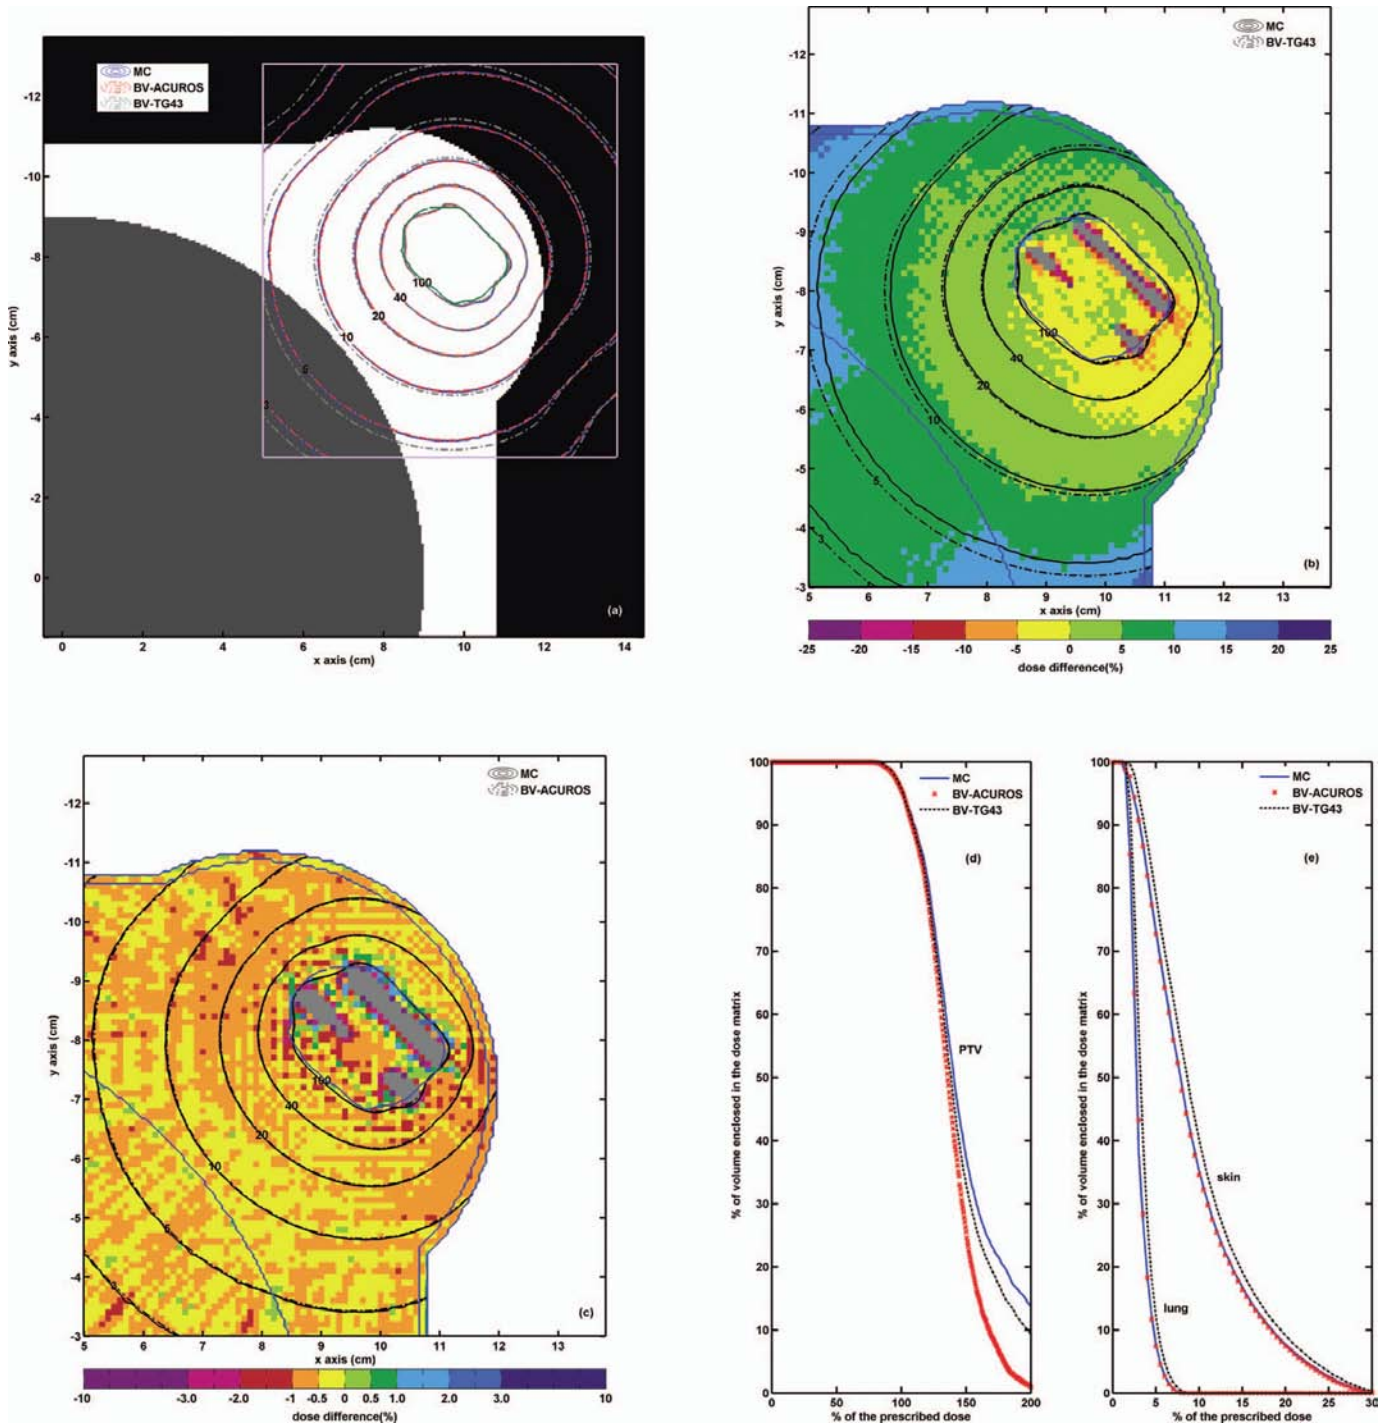 MC
BV-ACUROS
BV-TG43
-12
-10
-8
-6
-4
-2
0
y axis (cm)
100
40
20
10
5
3
(a)
0 2 4 6 8 10 12 14
x axis (cm)
MC
BV-TG43
-12
-11
-10
-9
-8
-7
-6
-5
-4
-3
y axis (cm)
100
40
20
10
5
3
(b)
5 6 7 8 9 10 11 12 13
x axis (cm)
-25 -20 -15 -10 -5 0 5 10 15 20 25
dose difference(%)
MC
BV-ACUROS
-12
-11
-10
-9
-8
-7
-6
-5
-4
-3
y axis (cm)
100
40
20
10
5
3
(c)
5 6 7 8 9 10 11 12 13
x axis (cm)
-10 -3.0 -2.0 -1 -0.5 0 0.5 1.0 2.0 3.0 10
dose difference(%)
100
90
80
70
60
50
40
30
20
10
0
% of volume enclosed in the dose matrix
MC
BV-ACUROS
BV-TG43
(d)
PTV
0 50 100 150 200
% of the prescribed dose
100
90
80
70
60
50
40
30
20
10
0
% of volume enclosed in the dose matrix
MC
BV-ACUROS
BV-TG43
(e)
skin
lung
0 5 10 15 20 25 30
% of the prescribed dose